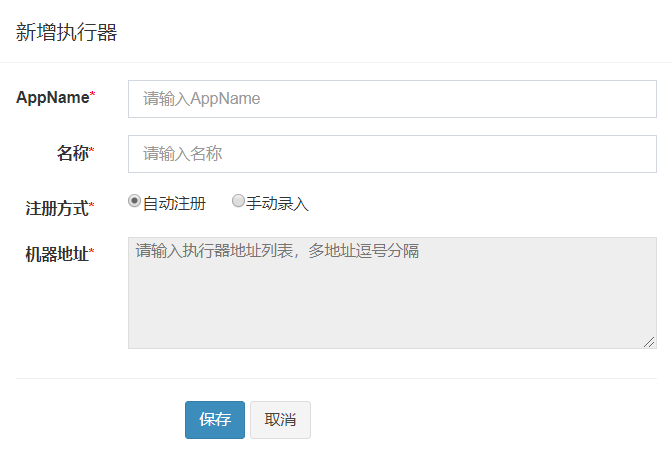 新增执行器
AppName* 请输入AppName
名称* 请输入名称
注册方式* 自动注册 手动录入
机器地址* 请输入执行器地址列表，多地址逗号分隔
保存 取消